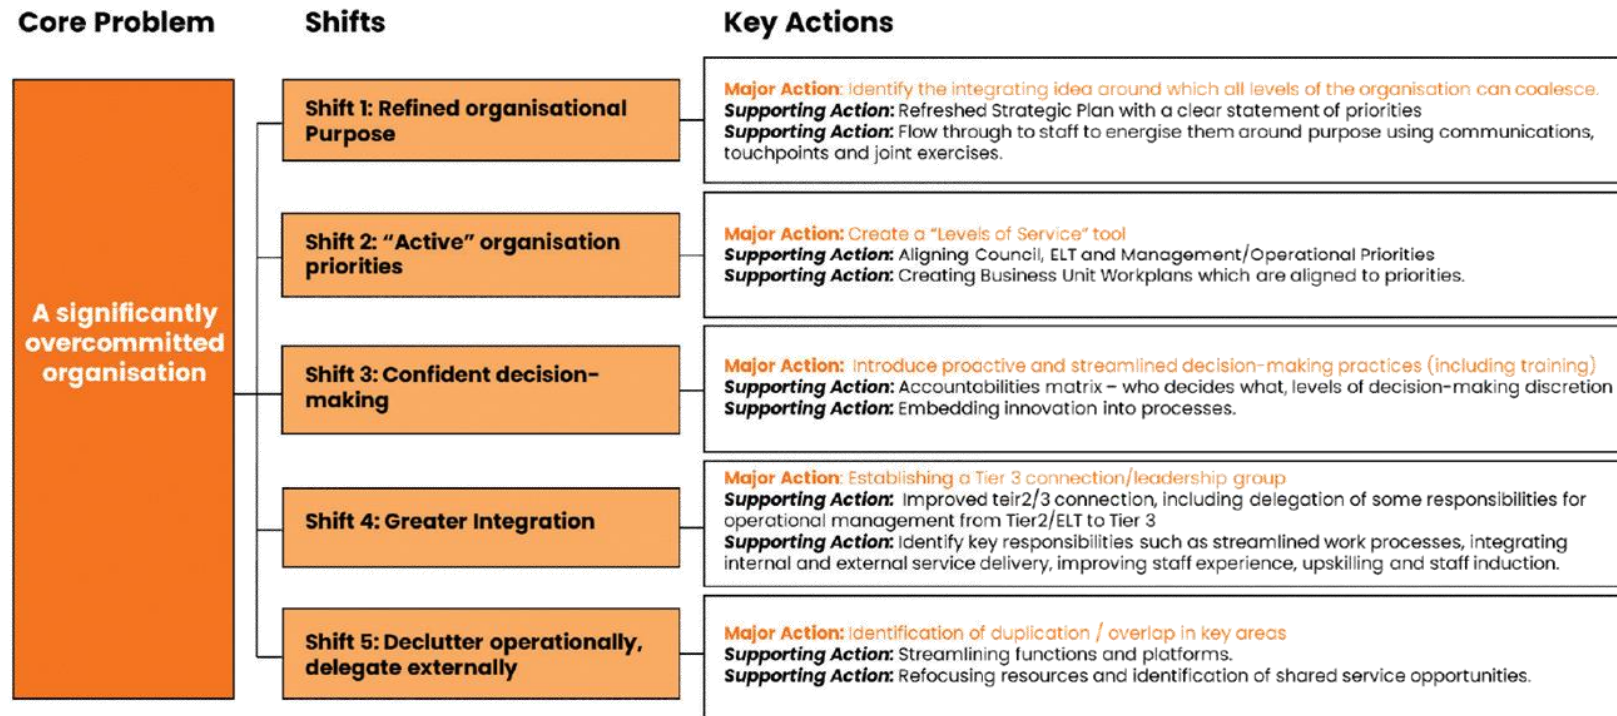 Core Problem
Shifts
Key Actions
A significantly
overcommitted
organisation
Shift 1: Refined organisational
Purpose
Major Action: Identify the integrating idea around which all levels of the organisation can coalesce.
Supporting Action: Refreshed Strategic Plan with a clear statement of priorities
Supporting Action: Flow through to staff to energise them around purpose using communications,
touchpoints and joint exercises.
Shift 2: “Active” organisation
priorities
Major Action: Create a “Levels of Service” tool
Supporting Action: Aligning Council, ELT and Management/Operational Priorities
Supporting Action: Creating Business Unit Workplans which are aligned to priorities.
Shift 3: Confident decision-
making
Major Action: Introduce proactive and streamlined decision-making practices (including training)
Supporting Action: Accountabilities matrix – who decides what, levels of decision-making discretion
Supporting Action: Embedding innovation into processes.
Shift 4: Greater Integration
Major Action: Establishing a Tier 3 connection/leadership group
Supporting Action: Improved teir2/3 connection, including delegation of some responsibilities for
operational management from Tier2/ELT to Tier 3
Supporting Action: Identify key responsibilities such as streamlined work processes, integrating
internal and external service delivery, improving staff experience, upskilling and staff induction.
Shift 5: Declutter operationally,
delegate externally
Major Action: Identification of duplication / overlap in key areas
Supporting Action: Streamlining functions and platforms.
Supporting Action: Refocusing resources and identification of shared service opportunities.